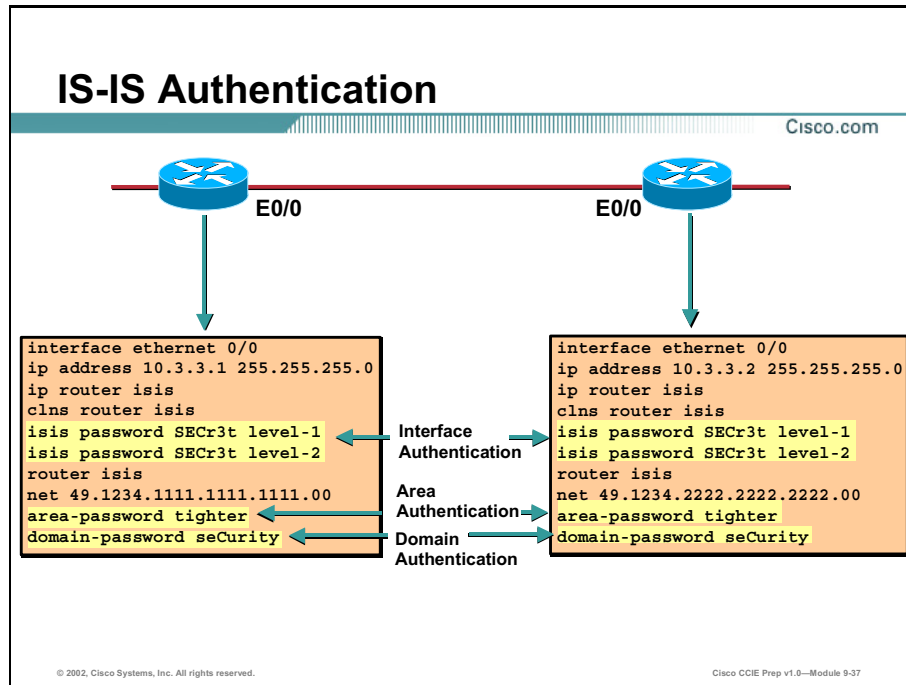 IS-IS Authentication
Cisco.com
E0/0
E0/0
interface ethernet 0/0
ip address 10.3.3.1 255.255.255.0
ip router isis
clns router isis
isis password SECr3t level-1
isis password SECr3t level-2
router isis
net 49.1234.1111.1111.1111.00
area-password tighter
domain-password seCurity
Interface
Authentication
Area
Authentication
Domain
Authentication
interface ethernet 0/0
ip address 10.3.3.2 255.255.255.0
ip router isis
clns router isis
isis password SECr3t level-1
isis password SECr3t level-2
router isis
net 49.1234.2222.2222.2222.00
area-password tighter
domain-password seCurity
© 2002, Cisco Systems, Inc. All rights reserved.
Cisco CCIE Prep v1.0—Module 9-37